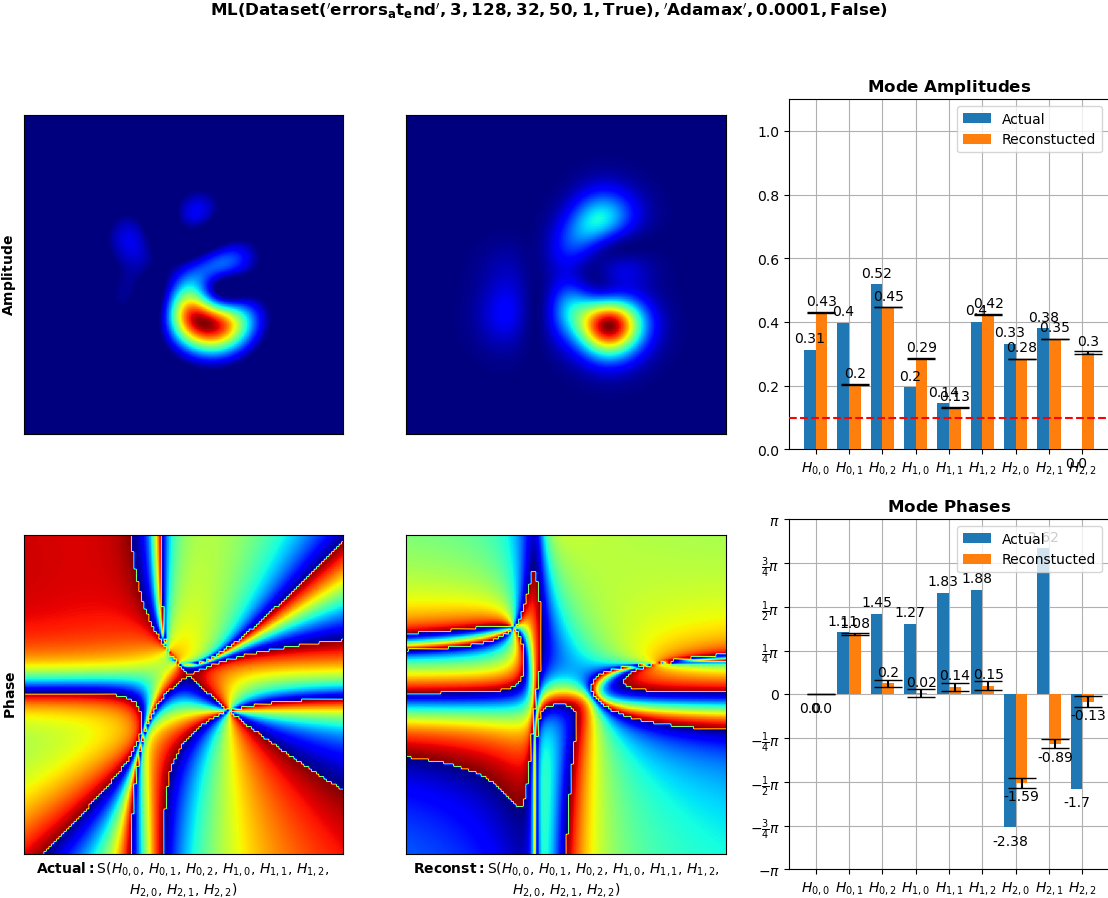 ML(Dataset('errors_at_end', 3, 128, 32, 50, 1, True), 'Adamax', 0.0001, False)
Amplitude
Mode Amplitudes
Actual
Reconstucted
1.0
0.8
0.6
0.4
0.2
0.0
0.31
0.43
0.4
0.2
0.52
0.45
0.2
0.29
0.14
0.13
0.4
0.42
0.33
0.28
0.38
0.35
0.0
0.3
H0,0 H0,1 H0,2 H1,0 H1,1 H1,2 H2,0 H2,1 H2,2
Phase
Actual: S(H0,0, H0,1, H0,2, H1,0, H1,1, H1,2,
H2,0, H2,1, H2,2)
Reconst: S(H0,0, H0,1, H0,2, H1,0, H1,1, H1,2,
H2,0, H2,1, H2,2)
Mode Phases
Actual
Reconstucted
π
3/4π
1/2π
1/4π
0
−1/4π
−1/2π
−3/4π
−π
0.0
0.0
1.11
1.08
1.45
0.2
1.27
0.02
1.83
0.14
1.88
0.15
-2.38
-1.59
-0.89
-1.7
-0.13
H0,0 H0,1 H0,2 H1,0 H1,1 H1,2 H2,0 H2,1 H2,2